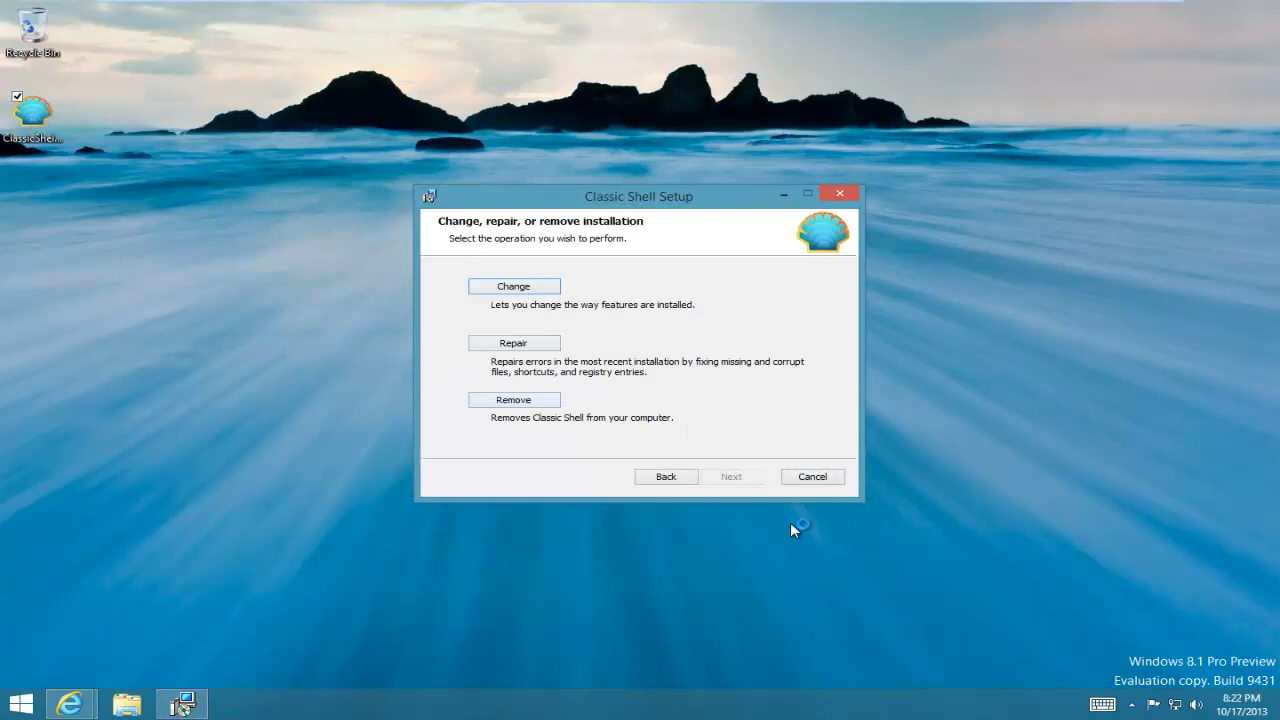 Recycle Bin
ClassicShel...
Classic Shell Setup
Change, repair, or remove installation
Select the operation you wish to perform.
Change
Lets you change the way features are installed.
Repair
Repairs errors in the most recent installation by fixing missing and corrupt
files, shortcuts, and registry entries.
Remove
Removes Classic Shell from your computer.
Back
Next
Cancel
Windows 8.1 Pro Preview
Evaluation copy. Build 9431
8:22 PM
10/17/2013